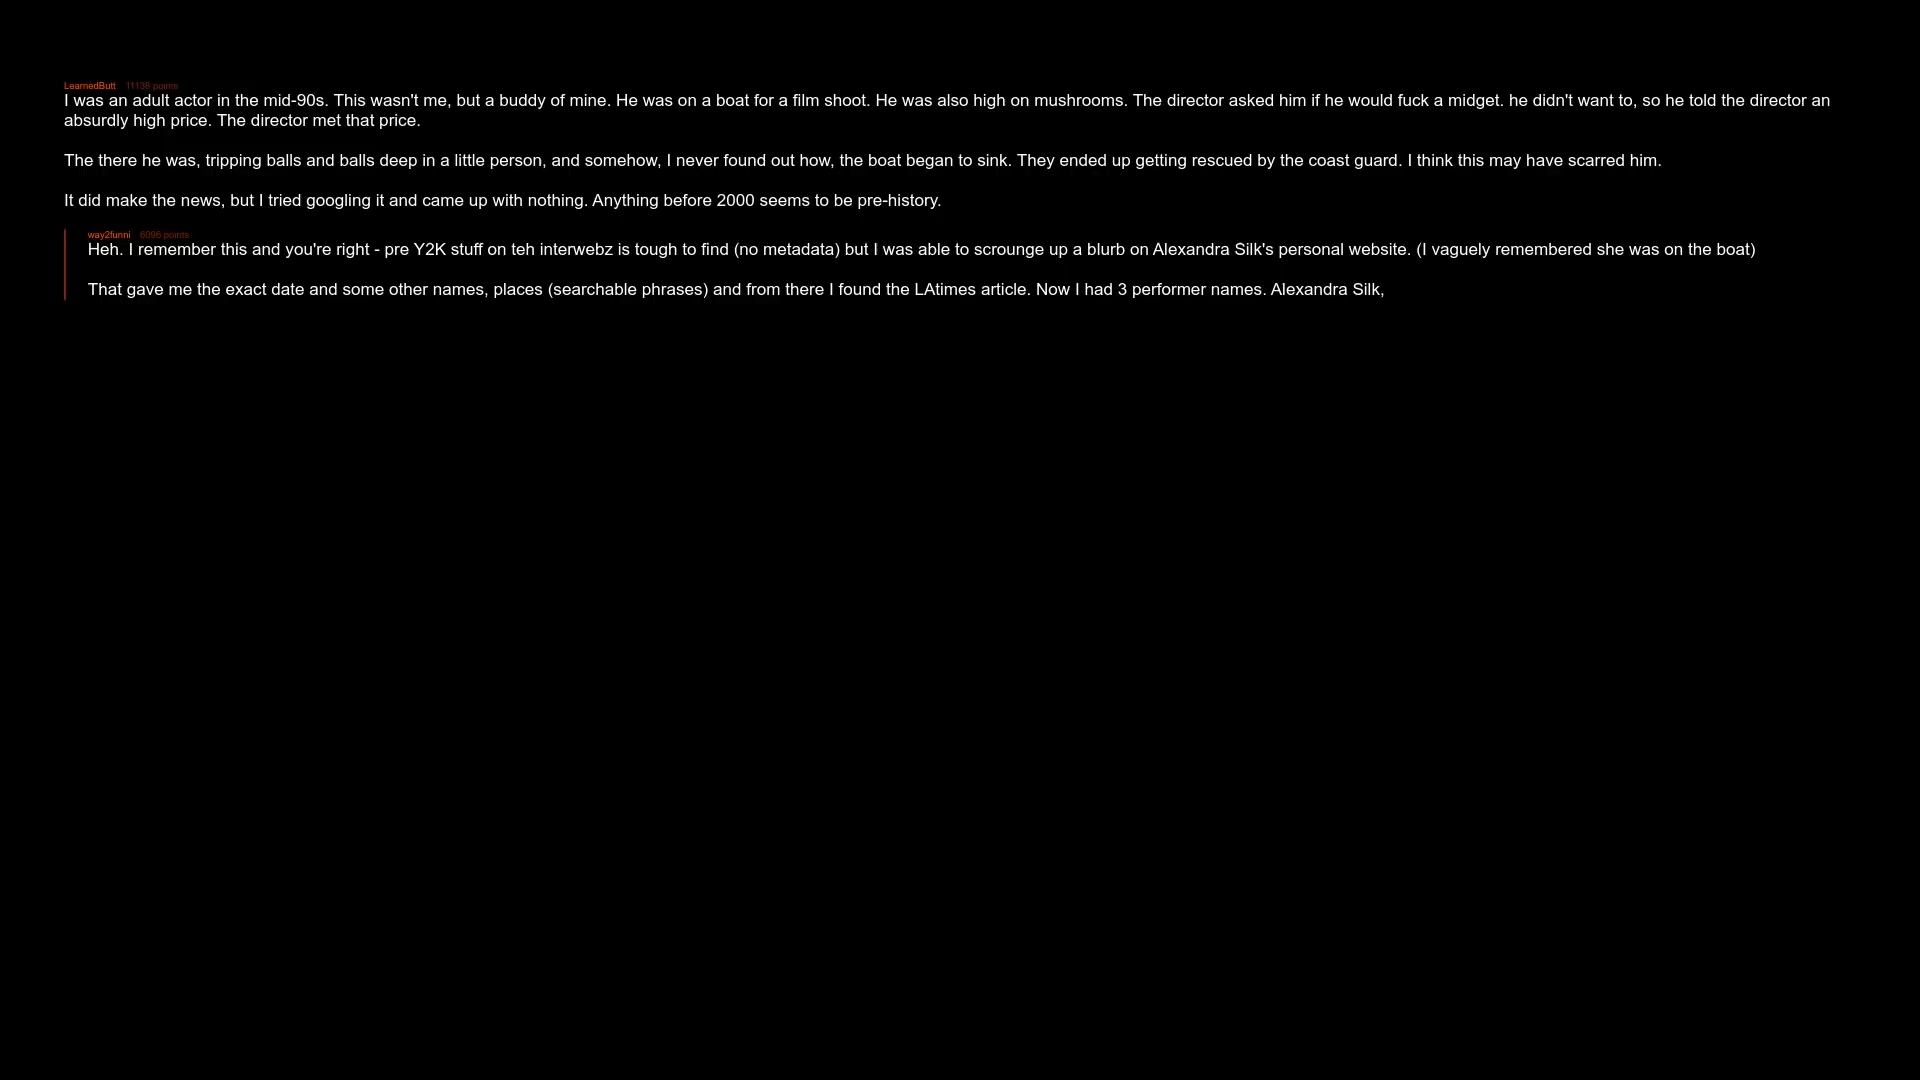 LearnedButt 11136 points
I was an adult actor in the mid-90s. This wasn't me, but a buddy of mine. He was on a boat for a film shoot. He was also high on mushrooms. The director asked him if he would fuck a midget. he didn't want to, so he told the director an
absurdly high price. The director met that price.
The there he was, tripping balls and balls deep in a little person, and somehow, I never found out how, the boat began to sink. They ended up getting rescued by the coast guard. I think this may have scarred him.
It did make the news, but I tried googling it and came up with nothing. Anything before 2000 seems to be pre-history.
way2funni 6096 points
Heh. I remember this and you're right - pre Y2K stuff on teh interwebz is tough to find (no metadata) but I was able to scrounge up a blurb on Alexandra Silk's personal website. (I vaguely remembered she was on the boat)
That gave me the exact date and some other names, places (searchable phrases) and from there I found the LAtimes article. Now I had 3 performer names. Alexandra Silk,